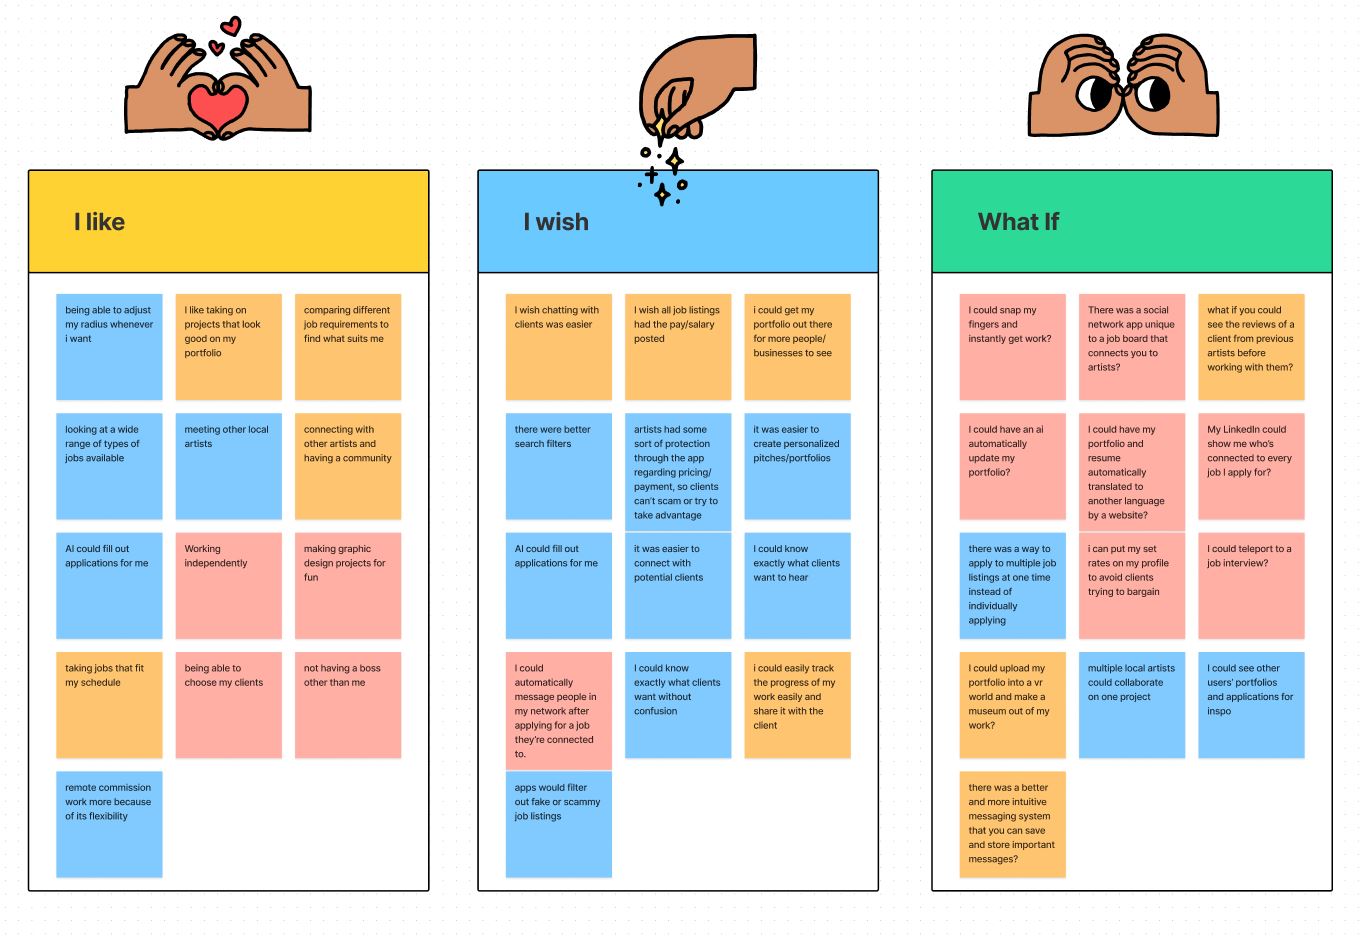 I like
being able to adjust
my radius whenever
i want
I like taking on
projects that look
good on my
portfolio
comparing different
job requirements to
find what suits me
looking at a wide
range of types of
jobs available
meeting other local
artists
connecting with
other artists and
having a community
AI could fill out
applications for me
Working
independently
making graphic
design projects for
fun
taking jobs that fit
my schedule
being able to
choose my clients
not having a boss
other than me
remote commission
work more because
of its flexibility
I wish
I wish chatting with
clients was easier
I wish all job listings
had the pay/salary
posted
i could get my
portfolio out there
for more people/
businesses to see
there were better
search filters
artists had some
sort of protection
through the app
regarding pricing/
payment, so clients
can't scam or try to
take advantage
it was easier to
create personalized
pitches/portfolios
AI could fill out
applications for me
it was easier to
connect with
potential clients
I could know
exactly what clients
want to hear
I could
automatically
message people in
my network after
applying for a job
they're connected
to.
I could know
exactly what clients
want without
confusion
i could easily track
the progress of my
work easily and
share it with the
client
apps would filter
out fake or scammy
job listings
What If
I could snap my
fingers and
instantly get work?
There was a social
network app unique
to a job board that
connects you to
artists?
what if you could
see the reviews of a
client from previous
artists before
working with them?
I could have an ai
automatically
update my
portfolio?
I could have my
portfolio and
resume
automatically
translated to
another language
by a website?
My LinkedIn could
show me who's
connected to every
job I apply for?
there was a way to
apply to multiple job
listings at one time
instead of
individually
applying
i can put my set
rates on my profile
to avoid clients
trying to bargain
I could teleport to a
job interview?
I could upload my
portfolio into a vr
world and make a
museum out of my
work?
multiple local artists
could collaborate
on one project
I could see other
users' portfolios
and applications for
inspo
there was a better
and more intuitive
messaging system
that you can save
and store important
messages?